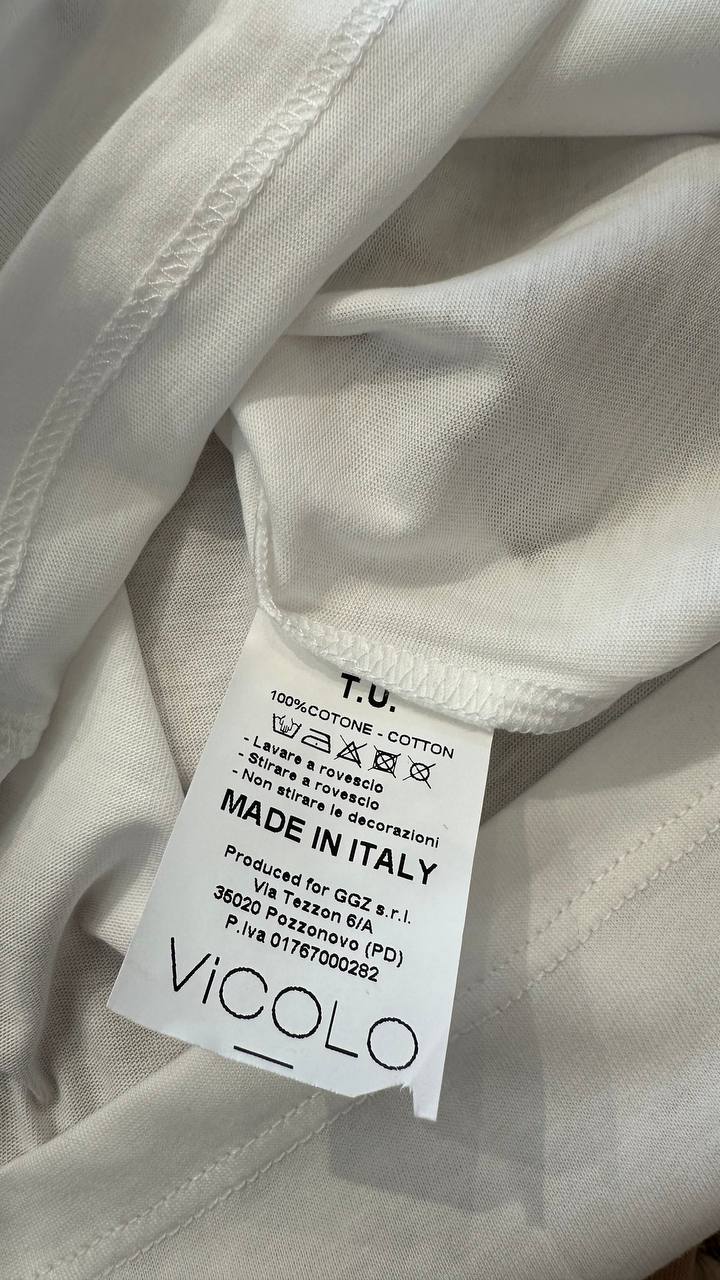 T.U.
100%COTONE - COTTON
- Lavare a rovescio
- Stirare a rovescio
- Non stirare le decorazioni
MADE IN ITALY
Produced for GGZ s.r.l.
Via Tezzon 6/A
35020 Pozzonovo (PD)
P.Iva 01767000282
ViCOLO